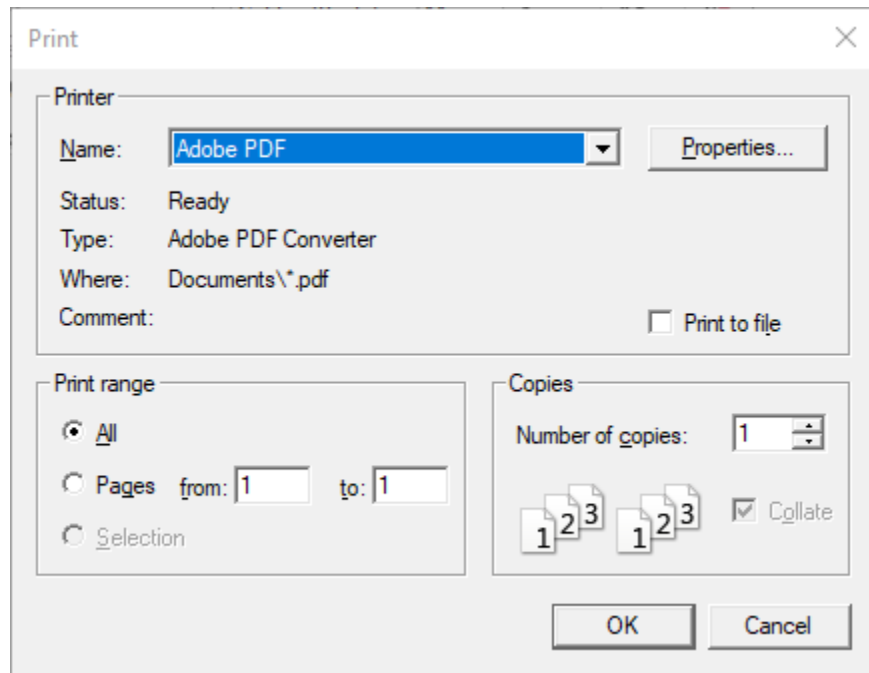 Print
Printer
Name: Adobe PDF Properties...
Status: Ready
Type: Adobe PDF Converter
Where: Documents\*.pdf
Comment:
Print to file
Print range
All
Pages from: 1 to: 1
Selection
Copies
Number of copies: 1
1 2 3 1 2 3 Collate
OK Cancel